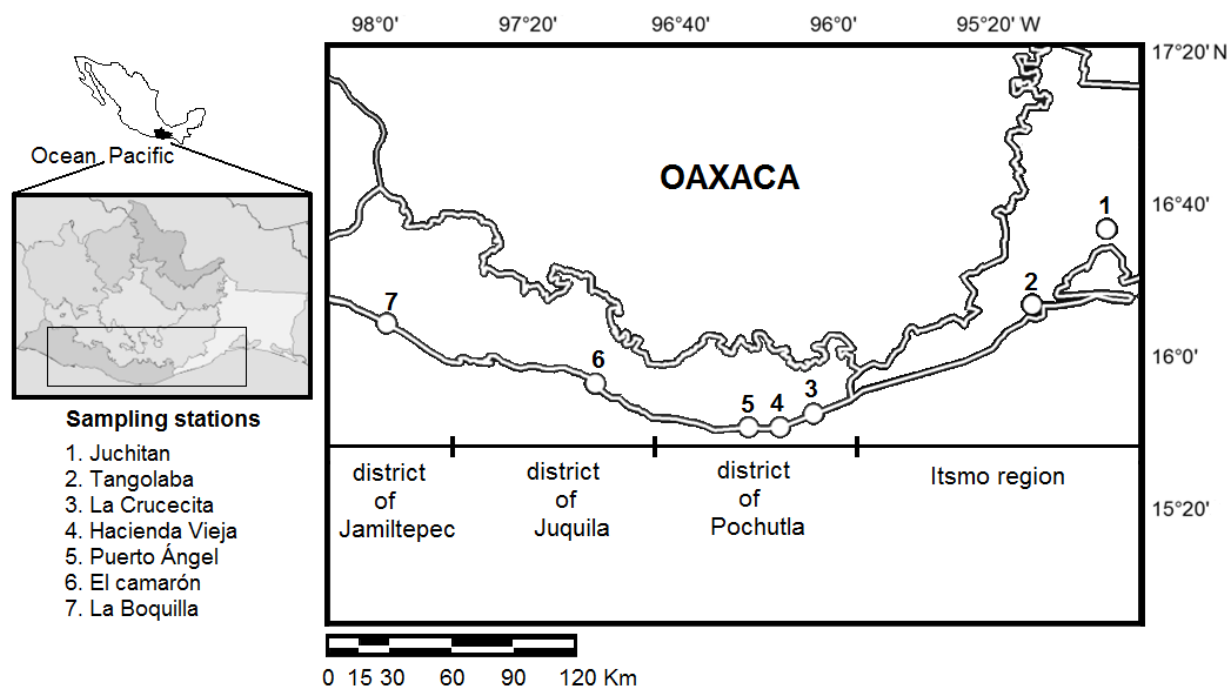 98°0' 97°20' 96°40' 96°0' 95°20' W
17°20' N
Ocean Pacific
OAXACA
16°40'
1
2
7
16°0'
6
5 4 3
Sampling stations
1. Juchitan
2. Tangolaba
3. La Crucecita
4. Hacienda Vieja
5. Puerto Ángel
6. El camarón
7. La Boquilla
district
of
Jamiltepec
district
of
Juquila
district
of
Pochutla
Itsmo region
15°20'
0 15 30 60 90 120 Km